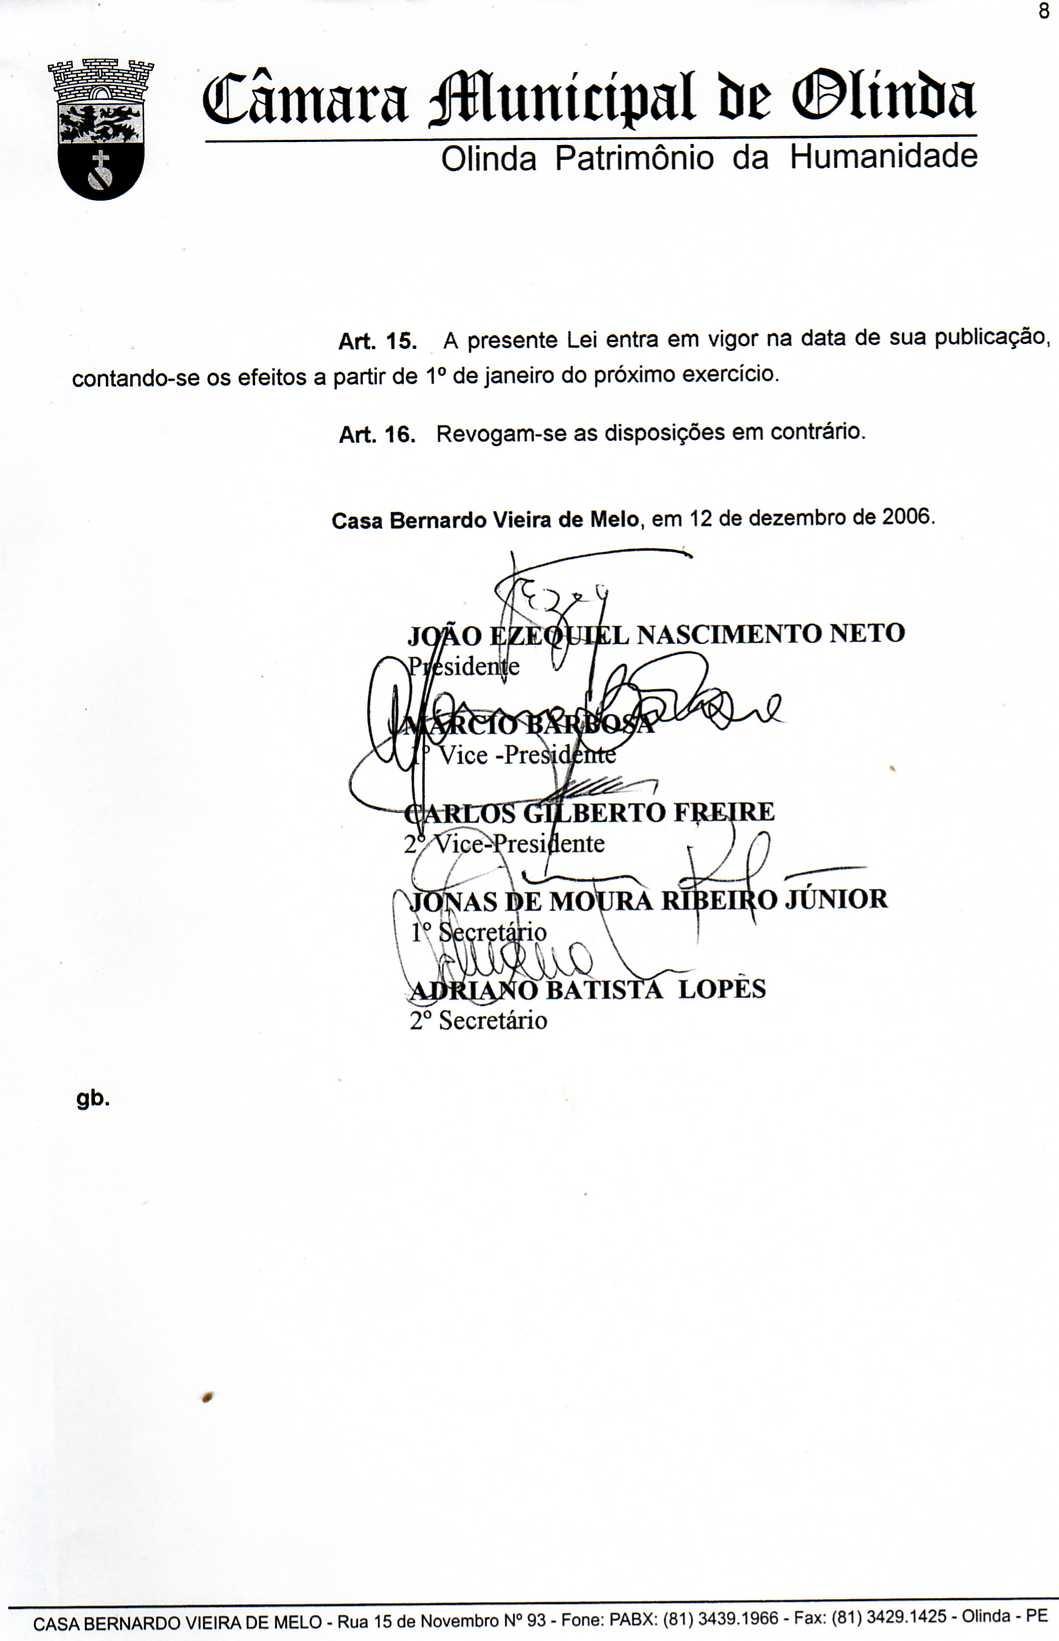 8
Câmara Municipal de Olinda
Olinda Patrimônio da Humanidade
Art. 15. A presente Lei entra em vigor na data de sua publicação,
contando-se os efeitos a partir de 1º de janeiro do próximo exercício.
Art. 16. Revogam-se as disposições em contrário.
Casa Bernardo Vieira de Melo, em 12 de dezembro de 2006.
JOÃO EZEQUIEL NASCIMENTO NETO
Presidente
MÁRCIO BARBOSA
1º Vice -Presidente
CARLOS GILBERTO FREIRE
2º Vice-Presidente
JONAS DE MOURA RIBEIRO JÚNIOR
1º Secretário
ADRIANO BATISTA LOPES
2º Secretário
gb.
CASA BERNARDO VIEIRA DE MELO - Rua 15 de Novembro Nº 93 - Fone: PABX: (81) 3439.1966 - Fax: (81) 3429.1425 - Olinda - PE